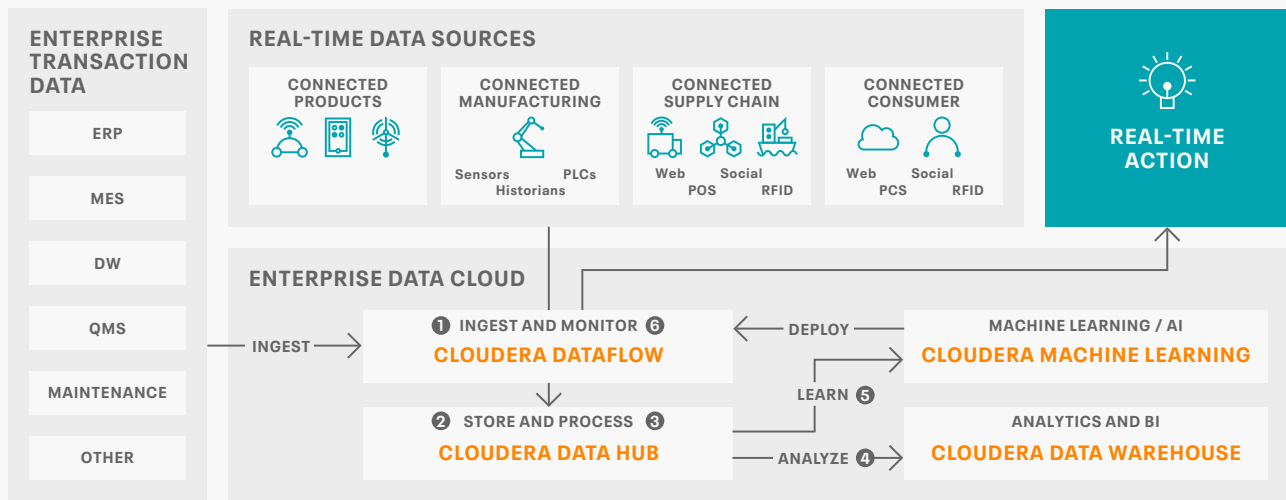 ENTERPRISE
TRANSACTION
DATA
ERP
MES
DW
QMS
MAINTENANCE
OTHER
REAL-TIME DATA SOURCES
CONNECTED
PRODUCTS
CONNECTED
MANUFACTURING
Sensors PLCs
Historians
CONNECTED
SUPPLY CHAIN
Web Social
POS RFID
CONNECTED
CONSUMER
Web Social
PCS RFID
REAL-TIME
ACTION
ENTERPRISE DATA CLOUD
INGEST
1 INGEST AND MONITOR 6
CLOUDERA DATAFLOW
DEPLOY
MACHINE LEARNING / AI
CLOUDERA MACHINE LEARNING
LEARN 5
2 STORE AND PROCESS 3
CLOUDERA DATA HUB
ANALYZE 4
ANALYTICS AND BI
CLOUDERA DATA WAREHOUSE